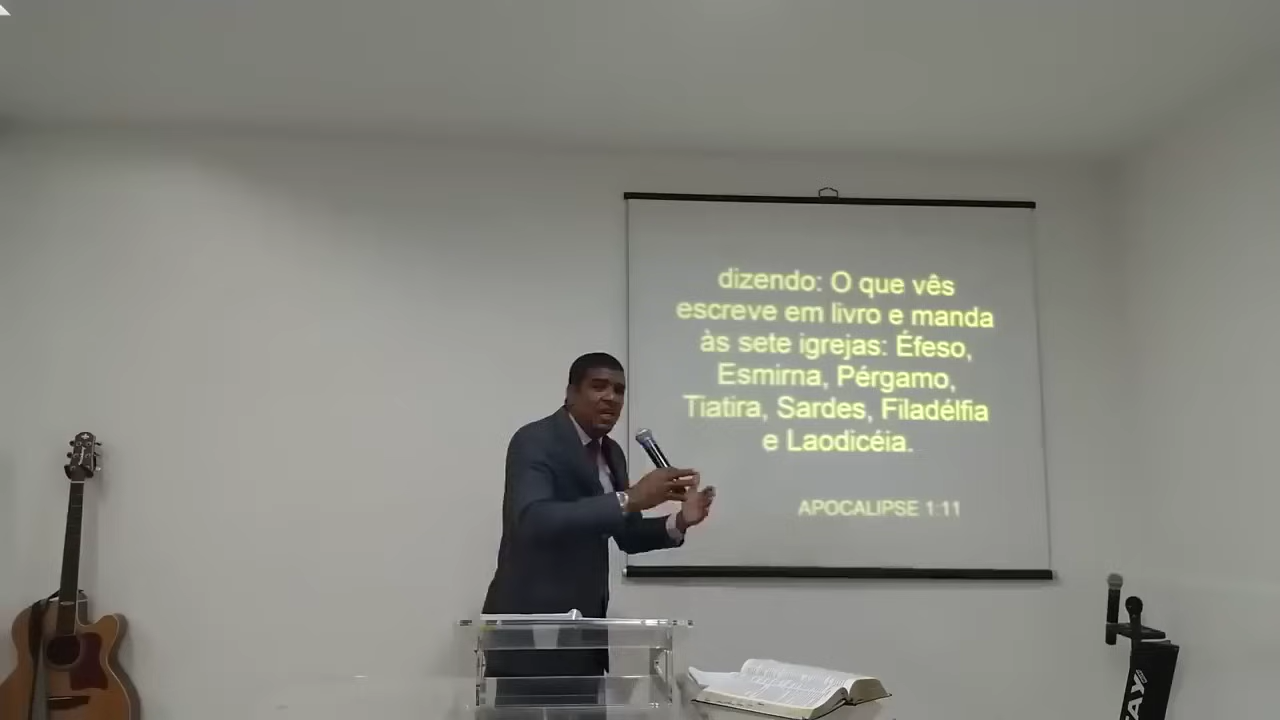 dizendo: O que vês
escreve em livro e manda
às sete igrejas: Éfeso,
Esmirna, Pérgamo,
Tiatira, Sardes, Filadélfia
e Laodicéia.
APOCALIPSE 1:11